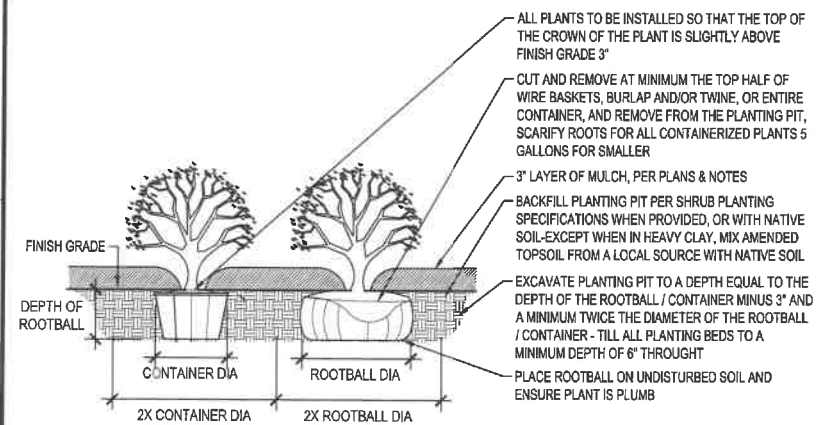 ALL PLANTS TO BE INSTALLED SO THAT THE TOP OF
THE CROWN OF THE PLANT IS SLIGHTLY ABOVE
FINISH GRADE 3"
CUT AND REMOVE AT MINIMUM THE TOP HALF OF
WIRE BASKETS, BURLAP AND/OR TWINE, OR ENTIRE
CONTAINER, AND REMOVE FROM THE PLANTING PIT,
SCARIFY ROOTS FOR ALL CONTAINERIZED PLANTS 5
GALLONS FOR SMALLER
3" LAYER OF MULCH, PER PLANS & NOTES
BACKFILL PLANTING PIT PER SHRUB PLANTING
SPECIFICATIONS WHEN PROVIDED, OR WITH NATIVE
SOIL-EXCEPT WHEN IN HEAVY CLAY, MIX AMENDED
TOPSOIL FROM A LOCAL SOURCE WITH NATIVE SOIL
EXCAVATE PLANTING PIT TO A DEPTH EQUAL TO THE
DEPTH OF THE ROOTBALL / CONTAINER MINUS 3" AND
A MINIMUM TWICE THE DIAMETER OF THE ROOTBALL
/ CONTAINER - TILL ALL PLANTING BEDS TO A
MINIMUM DEPTH OF 6" THROUGHT
PLACE ROOTBALL ON UNDISTURBED SOIL AND
ENSURE PLANT IS PLUMB
FINISH GRADE
DEPTH OF
ROOTBALL
CONTAINER DIA
ROOTBALL DIA
2X CONTAINER DIA
2X ROOTBALL DIA